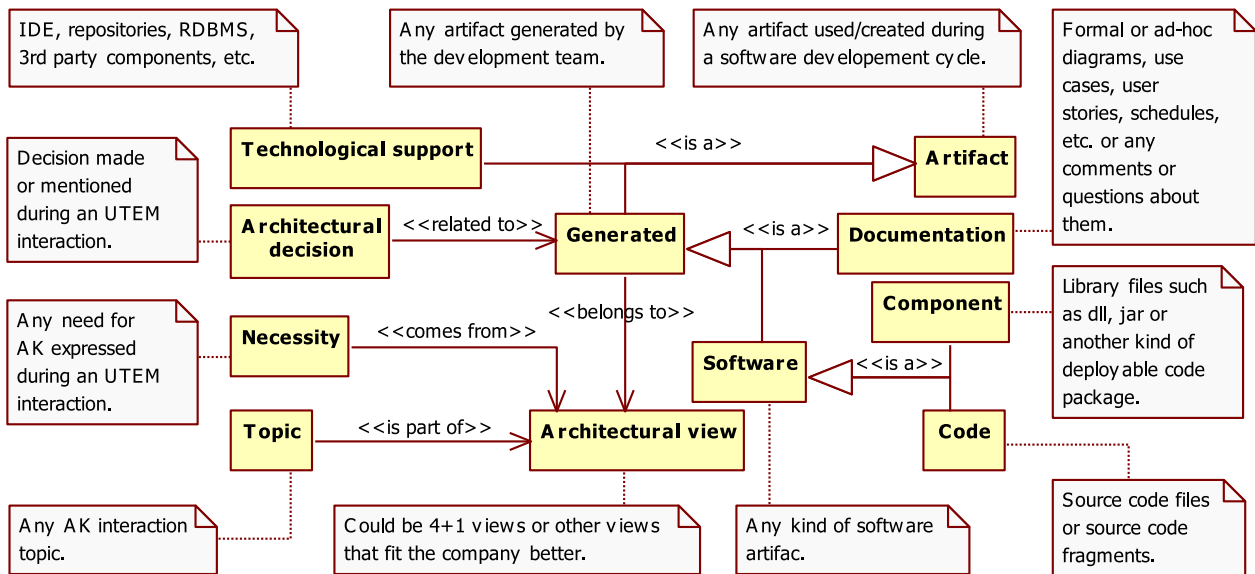 IDE, repositories, RDBMS,
3rd party components, etc.
Any artifact generated by
the development team.
Any artifact used/created during
a software developement cycle.
Formal or ad-hoc
diagrams, use
cases, user
stories, schedules,
etc. or any
comments or
questions about
them.
Technological support
<<is a>>
Artifact
Decision made
or mentioned
during an UTEM
interaction.
Architectural
decision
<<related to>>
Generated
<<is a>>
Documentation
Any need for
AK expressed
during an UTEM
interaction.
Necessity
<<comes from>>
<<belongs to>>
Component
Library files such
as dll, jar or
another kind of
deployable code
package.
Software
<<is a>>
Topic
<<is part of>>
Architectural view
Code
Any AK interaction
topic.
Could be 4+1 views or other views
that fit the company better.
Any kind of software
artifac.
Source code files
or source code
fragments.